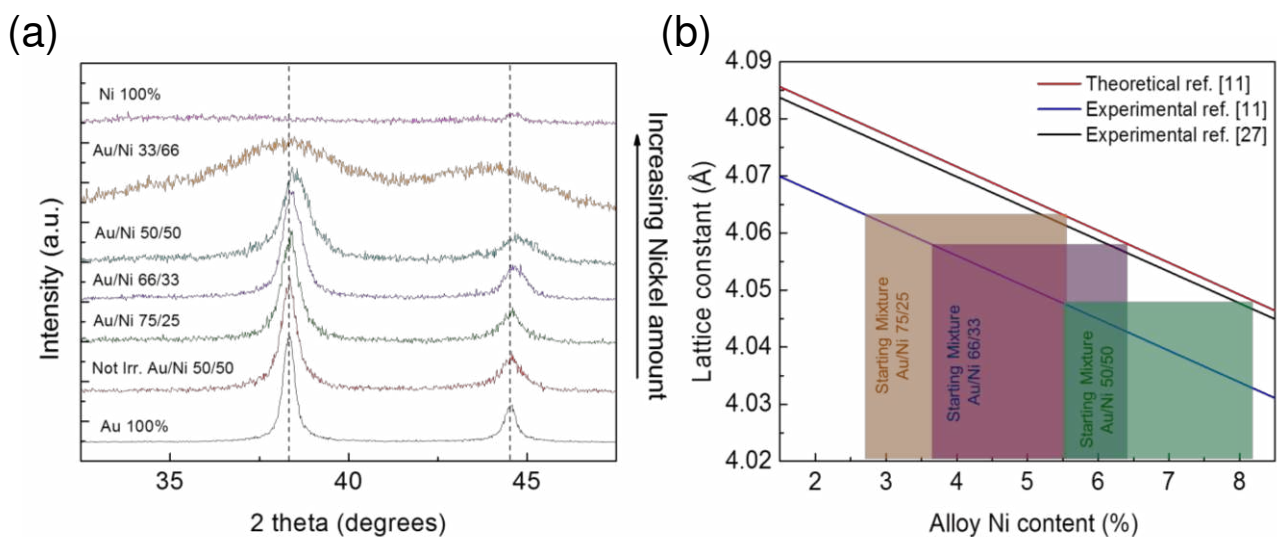 (a)
Ni 100%
Au/Ni 33/66
Au/Ni 50/50
Au/Ni 66/33
Au/Ni 75/25
Not Irr. Au/Ni 50/50
Au 100%
Intensity (a.u.)
35
40
45
2 theta (degrees)
Increasing Nickel amount
(b)
4.09
4.08
4.07
4.06
4.05
4.04
4.03
4.02
Lattice constant (Å)
Theoretical ref. [11]
Experimental ref. [11]
Experimental ref. [27]
Starting Mixture
Au/Ni 75/25
Starting Mixture
Au/Ni 66/33
Starting Mixture
Au/Ni 50/50
2
3
4
5
6
7
8
Alloy Ni content (%)